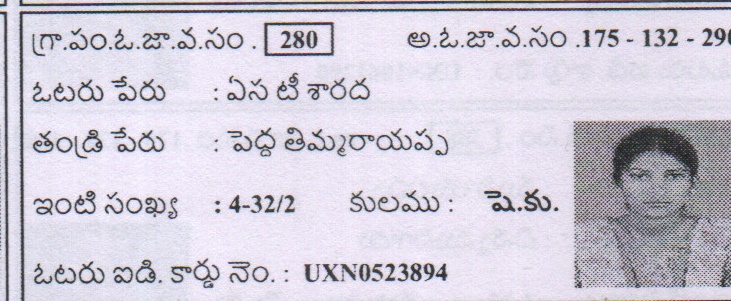 గ్రా.పం.ఓ.జా.వ.సం . 280 అ.ఓ.జా.వ.సం .175 - 132 - 290
ఓటరు పేరు : ఏస టీ శారద
తండ్రి పేరు : పెద్ద తిమ్మరాయప్ప
ఇంటి సంఖ్య : 4-32/2 కులము : షె.కు.
ఓటరు ఐడి. కార్డు నెం. : UXN0523894